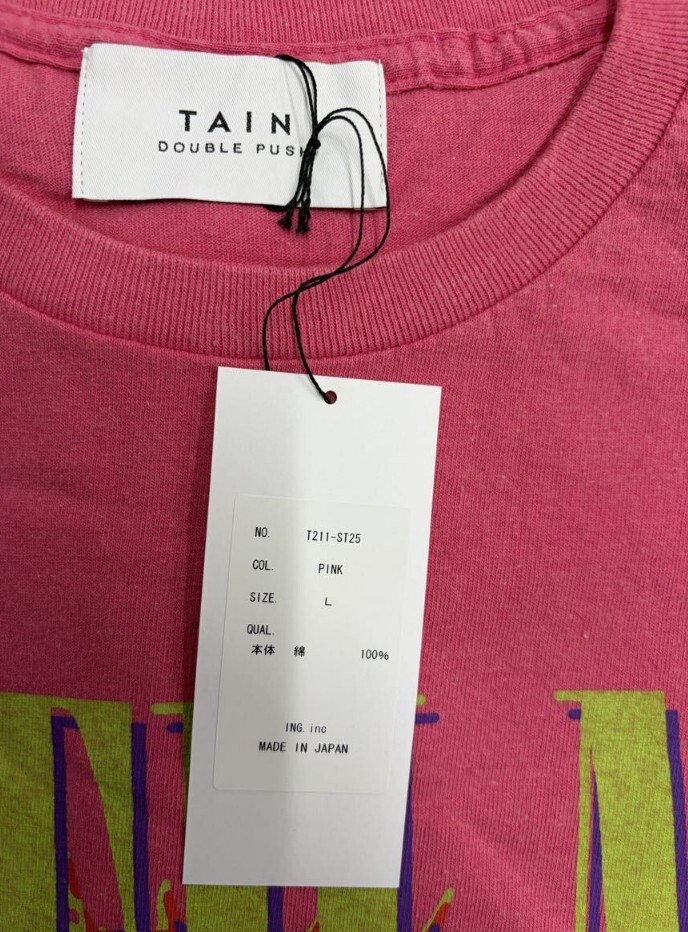 TAIN
DOUBLE PUSH
NO. T211-ST25
COL. PINK
SIZE. L
QUAL.
本体 綿 100%
ING. inc
MADE IN JAPAN